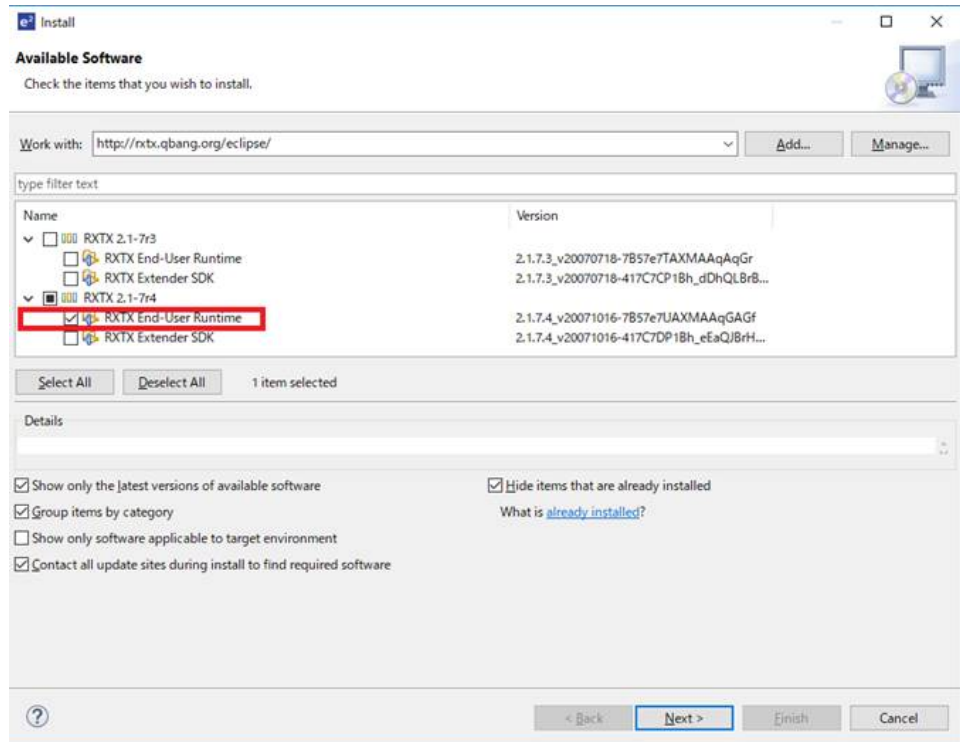 e² Install
Available Software
Check the items that you wish to install.
Work with: http://rxtx.qbang.org/eclipse/ Add... Manage...
type filter text
Name Version
RXTX 2.1-7r3
RXTX End-User Runtime 2.1.7.3_v20070718-7B57e7TAXMAAqAqGr
RXTX Extender SDK 2.1.7.3_v20070718-417C7CP1Bh_dDhQLBrB...
RXTX 2.1-7r4
RXTX End-User Runtime 2.1.7.4_v20071016-7B57e7UAXMAAqGAGf
RXTX Extender SDK 2.1.7.4_v20071016-417C7DP1Bh_eEaQJBrH...
Select All Deselect All 1 item selected
Details
Show only the latest versions of available software Hide items that are already installed
Group items by category What is already installed?
Show only software applicable to target environment
Contact all update sites during install to find required software
? < Back Next > Finish Cancel